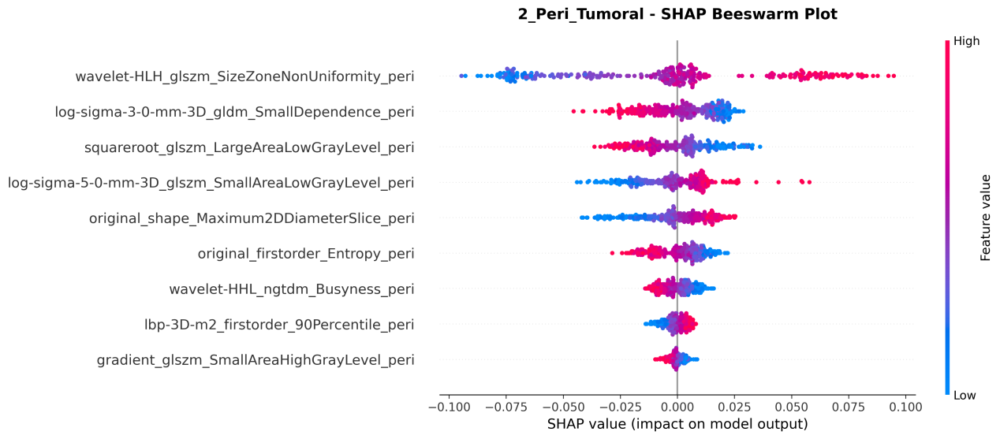 2_Peri_Tumoral - SHAP Beeswarm Plot
High
wavelet-HLH_glszm_SizeZoneNonUniformity_peri
log-sigma-3-0-mm-3D_gldm_SmallDependence_peri
squareroot_glszm_LargeAreaLowGrayLevel_peri
log-sigma-5-0-mm-3D_glszm_SmallAreaLowGrayLevel_peri
original_shape_Maximum2DDiameterSlice_peri
original_firstorder_Entropy_peri
wavelet-HHL_ngtdm_Busyness_peri
lbp-3D-m2_firstorder_90Percentile_peri
gradient_glszm_SmallAreaHighGrayLevel_peri
Feature value
Low
−0.100 −0.075 −0.050 −0.025 0.000 0.025 0.050 0.075 0.100
SHAP value (impact on model output)